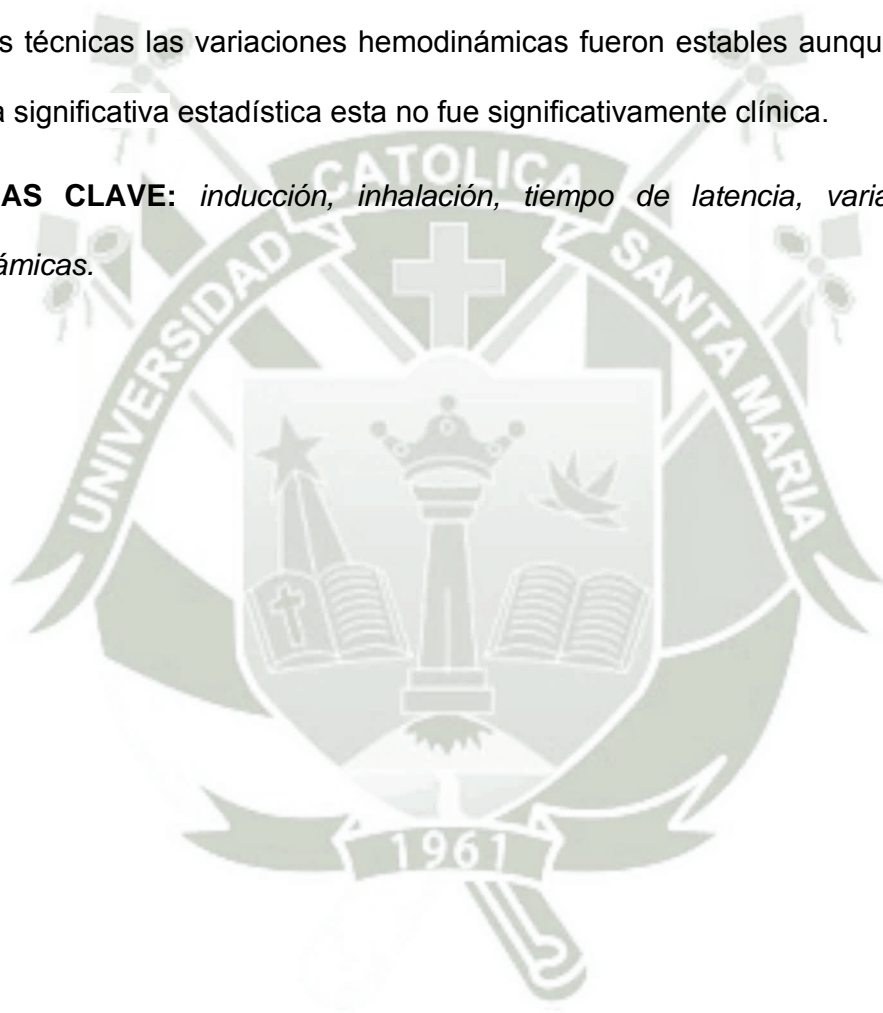 s técnicas las variaciones hemodinámicas fueron estables aunqu
a significativa estadística esta no fue significativamente clínica.
AS CLAVE: inducción, inhalación, tiempo de latencia, varia
ámicas.
UNIVERSIDAD CATOLICA SANTA MARIA
1961